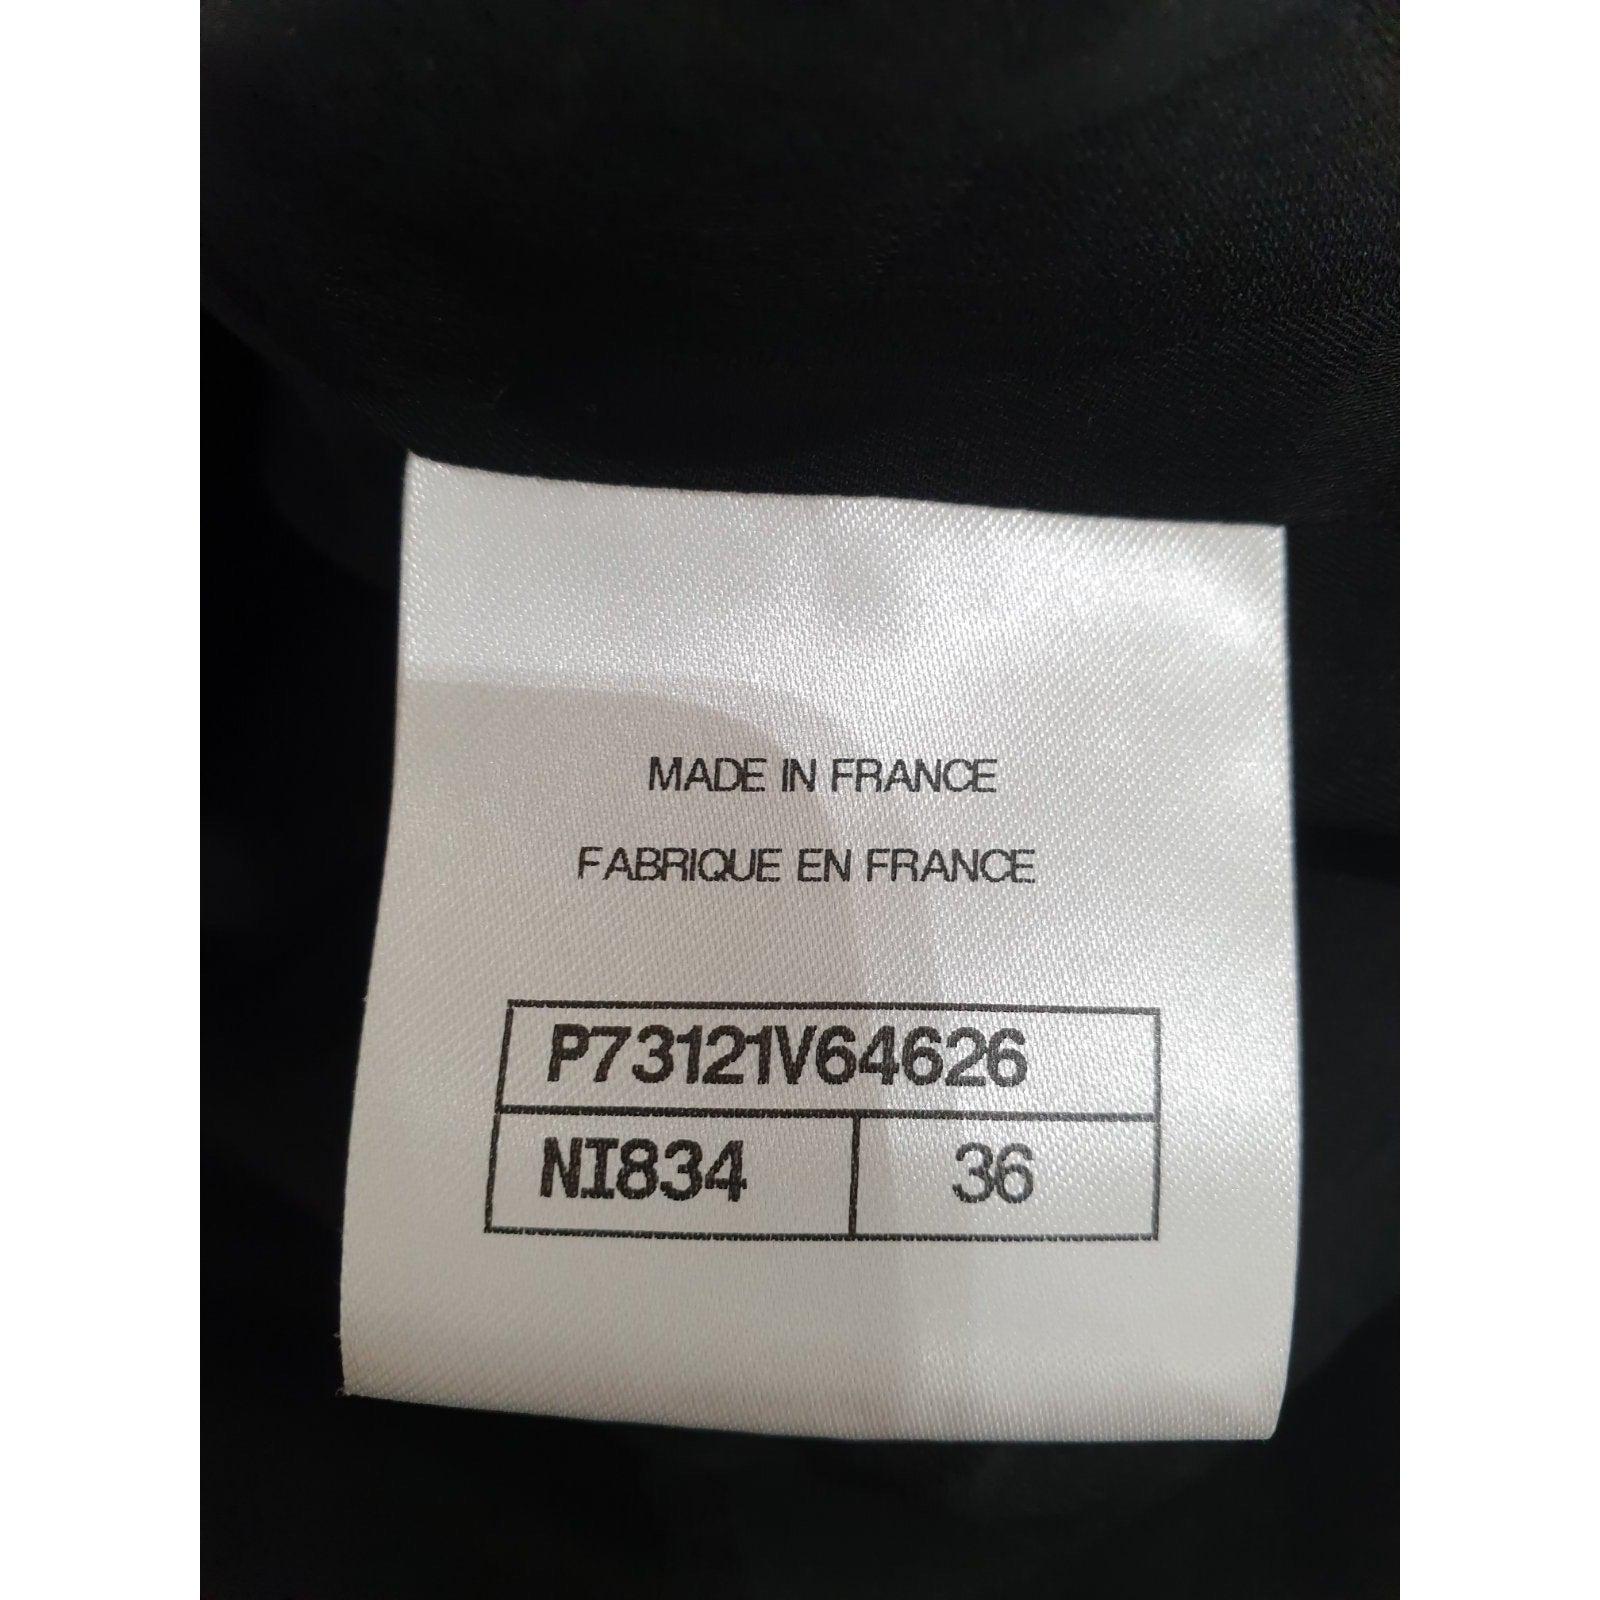 MADE IN FRANCE
FABRIQUE EN FRANCE
P73121V64626
NI834 36